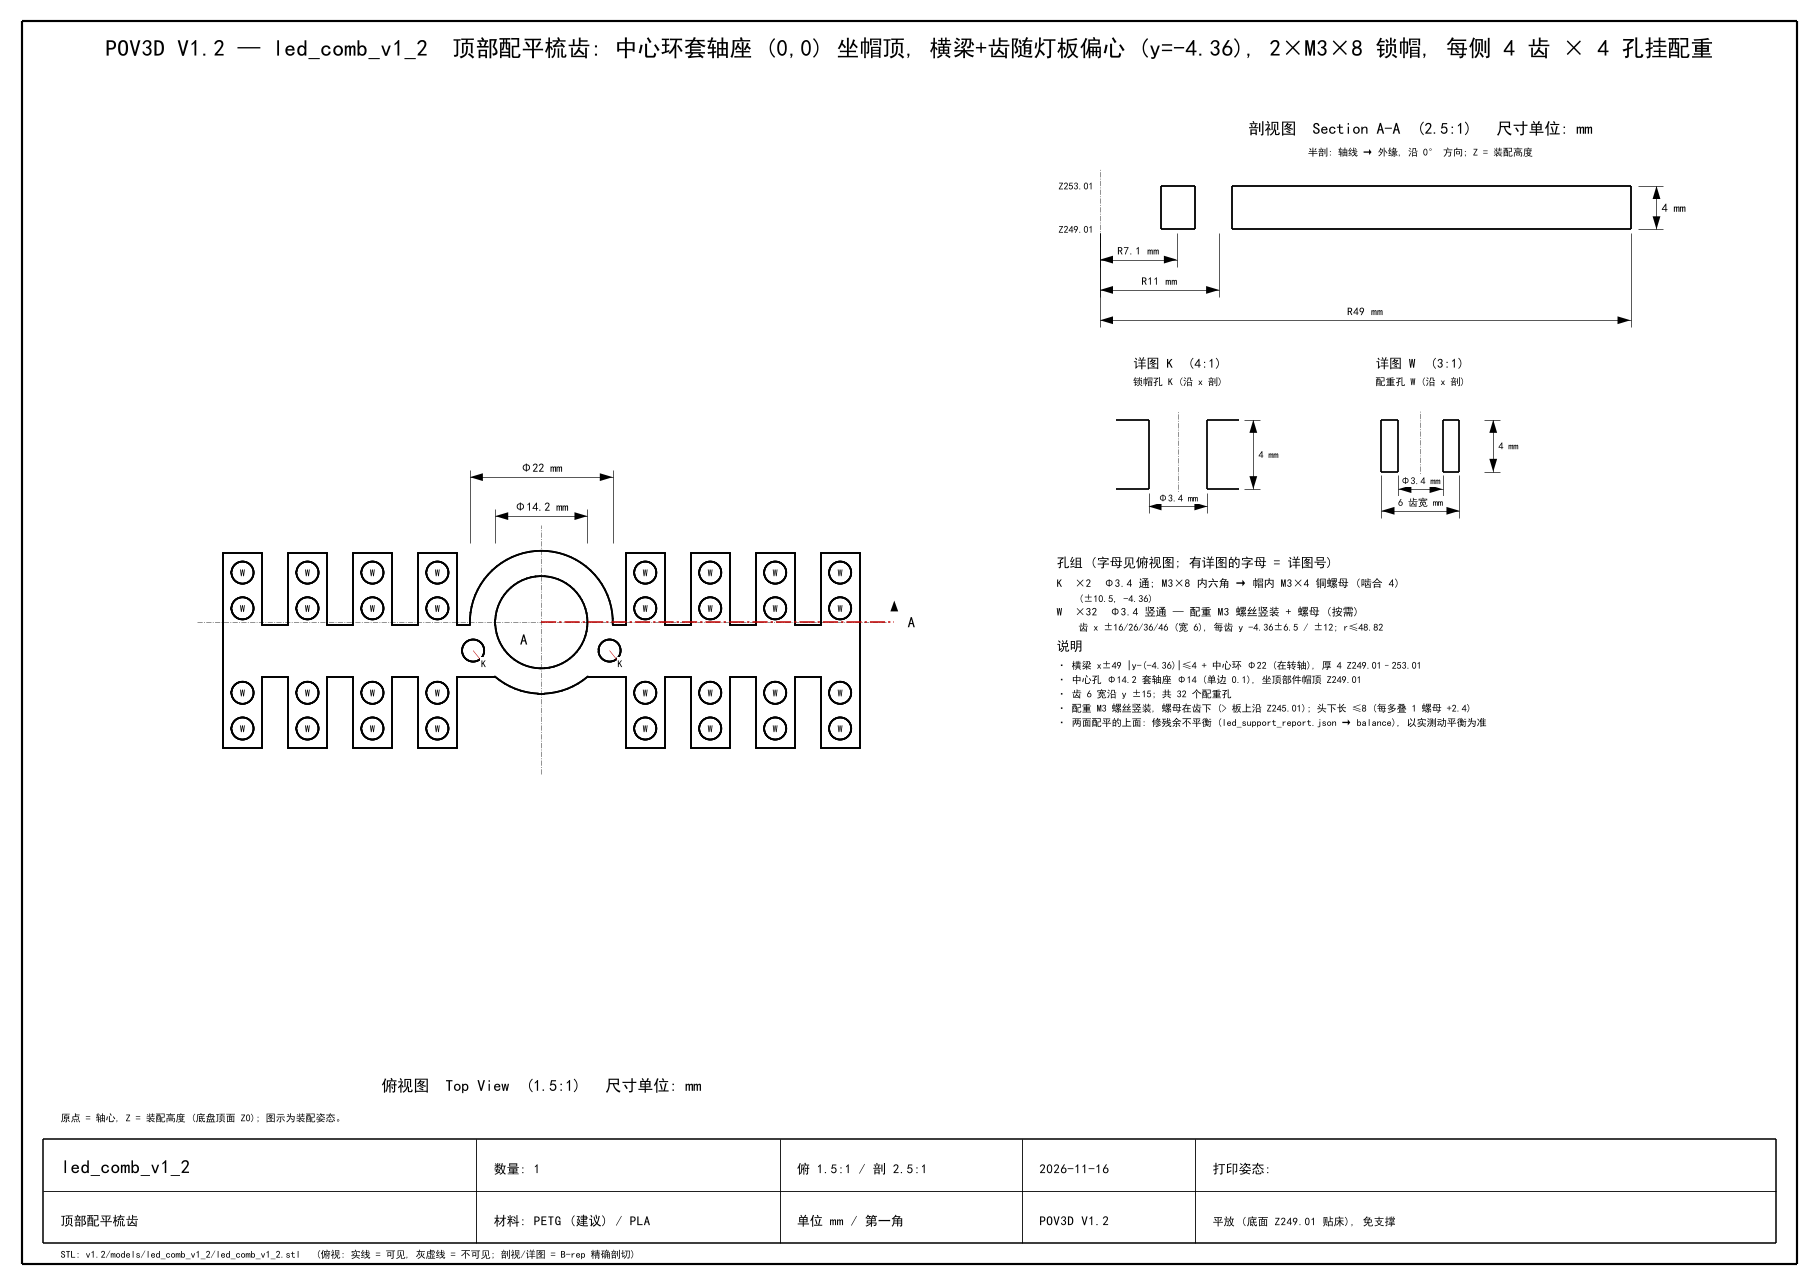 POV3D V1.2 — led_comb_v1_2  顶部配平梳齿: 中心环套轴座 (0,0) 坐帽顶, 横梁+齿随灯板偏心 (y=-4.36), 2×M3×8 锁帽, 每侧 4 齿 × 4 孔挂配重
剖视图  Section A-A  (2.5:1)  尺寸单位: mm
半剖: 轴线 → 外缘, 沿 0° 方向; Z = 装配高度
Z253.01
4 mm
Z249.01
R7.1 mm
R11 mm
R49 mm
详图 K  (4:1)
锁帽孔 K (沿 x 剖)
4 mm
Φ3.4 mm
详图 W  (3:1)
配重孔 W (沿 x 剖)
4 mm
Φ3.4 mm
6 齿宽 mm
Φ22 mm
Φ14.2 mm
W W W W W W W W
W W W W W W W W
A
A
K K
W W W W W W W W
W W W W W W W W
孔组 (字母见俯视图; 有详图的字母 = 详图号)
K  ×2  Φ3.4 通; M3×8 内六角 → 帽内 M3×4 铜螺母 (啮合 4)
(±10.5, -4.36)
W  ×32  Φ3.4 竖通 — 配重 M3 螺丝竖装 + 螺母 (按需)
齿 x ±16/26/36/46 (宽 6), 每齿 y -4.36±6.5 / ±12; r≤48.82
说明
· 横梁 x±49 |y-(-4.36)|≤4 + 中心环 Φ22 (在转轴), 厚 4 Z249.01-253.01
· 中心孔 Φ14.2 套轴座 Φ14 (单边 0.1), 坐顶部件帽顶 Z249.01
· 齿 6 宽沿 y ±15; 共 32 个配重孔
· 配重 M3 螺丝竖装, 螺母在齿下 (> 板上沿 Z245.01); 头下长 ≤8 (每多叠 1 螺母 +2.4)
· 两面配平的上面: 修残余不平衡 (led_support_report.json → balance), 以实测动平衡为准
俯视图  Top View  (1.5:1)  尺寸单位: mm
原点 = 轴心, Z = 装配高度 (底盘顶面 Z0); 图示为装配姿态。
led_comb_v1_2
数量: 1
俯 1.5:1 / 剖 2.5:1
2026-11-16
打印姿态:
顶部配平梳齿
材料: PETG (建议) / PLA
单位 mm / 第一角
POV3D V1.2
平放 (底面 Z249.01 贴床), 免支撑
STL: v1.2/models/led_comb_v1_2/led_comb_v1_2.stl  (俯视: 实线 = 可见, 灰虚线 = 不可见; 剖视/详图 = B-rep 精确剖切)